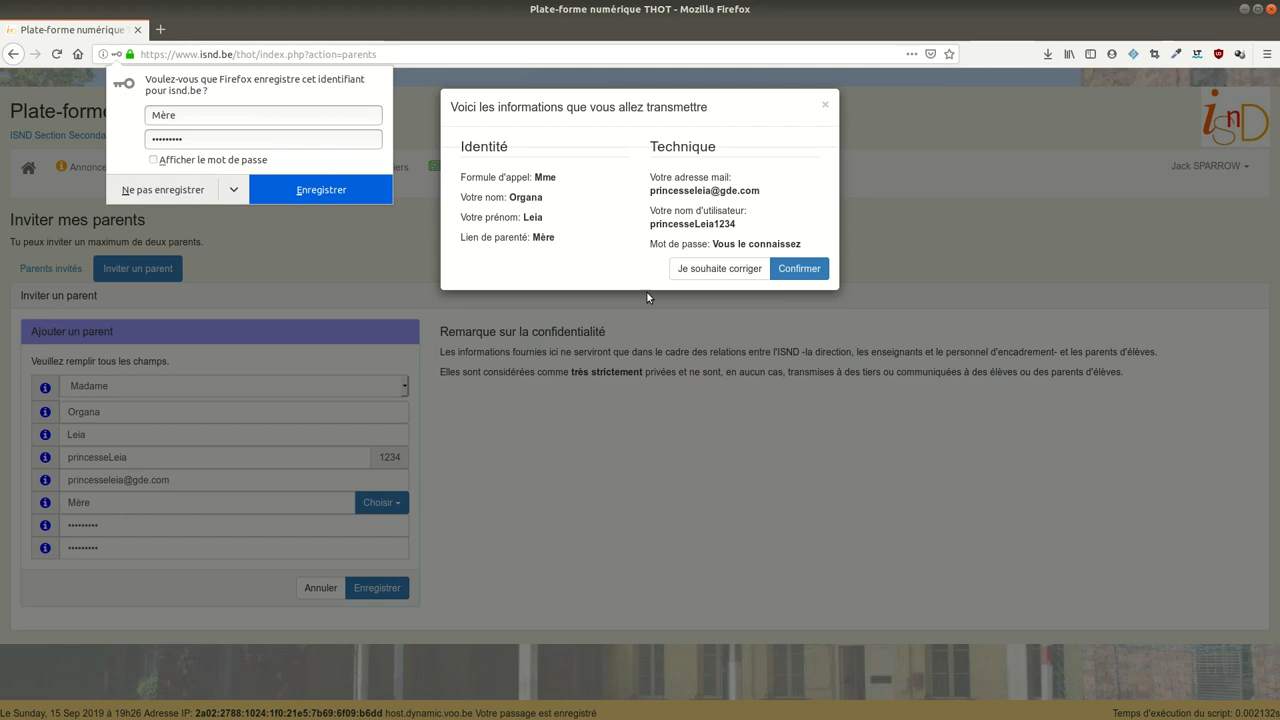 Plate-forme numérique THOT - Mozilla Firefox
Plate-forme numérique
https://www.isnd.be/thot/index.php?action=parents
Voulez-vous que Firefox enregistre cet identifiant
pour isnd.be ?
Mère
•••••••••
Afficher le mot de passe
Ne pas enregistrer
Enregistrer
Plate-forme
ISND Section Seconda
isnd
Annonce
iers
Jack SPARROW
Voici les informations que vous allez transmettre
×
Identité
Formule d'appel: Mme
Votre nom: Organa
Votre prénom: Leia
Lien de parenté: Mère
Technique
Votre adresse mail:
princesseleia@gde.com
Votre nom d'utilisateur:
princesseLeia1234
Mot de passe: Vous le connaissez
Je souhaite corriger
Confirmer
Inviter mes parents
Tu peux inviter un maximum de deux parents.
Parents invités
Inviter un parent
Inviter un parent
Ajouter un parent
Veuillez remplir tous les champs.
Madame
Organa
Leia
princesseLeia 1234
princesseleia@gde.com
Mère Choisir
•••••••••
•••••••••
Annuler Enregistrer
Remarque sur la confidentialité
Les informations fournies ici ne serviront que dans le cadre des relations entre l'ISND -la direction, les enseignants et le personnel d'encadrement- et les parents d'élèves.
Elles sont considérées comme très strictement privées et ne sont, en aucun cas, transmises à des tiers ou communiquées à des élèves ou des parents d'élèves.
Le Sunday, 15 Sep 2019 à 19h26 Adresse IP: 2a02:2788:1024:1f0:21e5:7b69:6f09:b6dd host.dynamic.voo.be Votre passage est enregistré
Temps d'exécution du script: 0.002132s